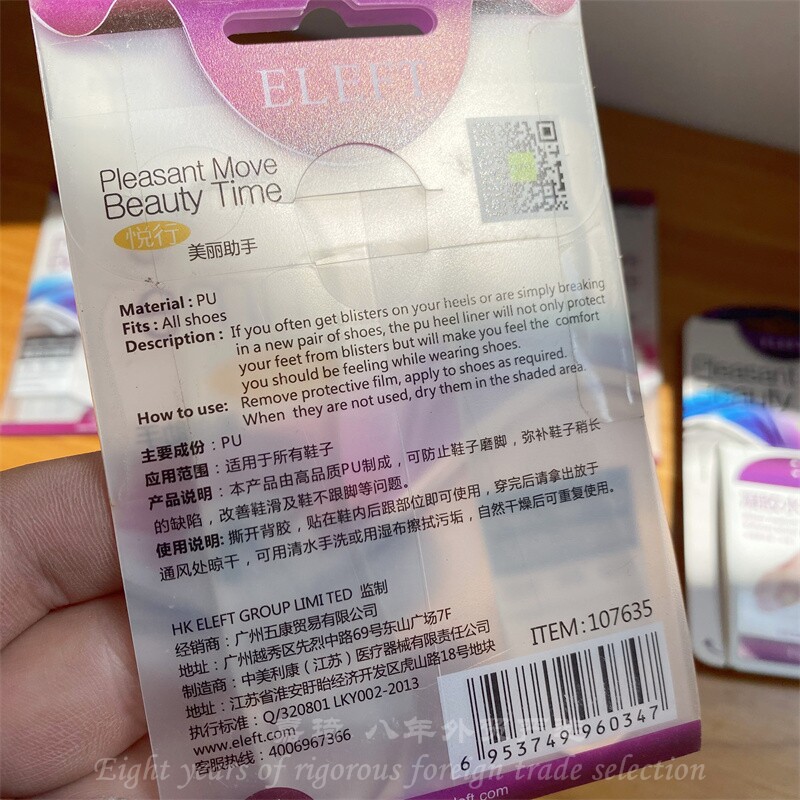 ELEFT
Pleasant Move
Beauty Time
悦行
美丽助手
Material : PU
Fits : All shoes
Description : If you often get blisters on your heels or are simply breaking
in a new pair of shoes, the pu heel liner will not only protect
your feet from blisters but will make you feel the comfort
you should be feeling while wearing shoes.
How to use: Remove protective film, apply to shoes as required.
When they are not used, dry them in the shaded area.
主要成份 : PU
应用范围 : 适用于所有鞋子
产品说明 : 本产品由高品质PU制成，可防止鞋子磨脚，弥补鞋子稍长
的缺陷，改善鞋滑及鞋不跟脚等问题。
使用说明: 撕开背胶，贴在鞋内后跟部位即可使用，穿完后请拿出放于
通风处晾干，可用清水手洗或用湿布擦拭污垢，自然干燥后可重复使用。
HK ELEFT GROUP LIMI TED 监制
经销商 : 广州五康贸易有限公司
地址 : 广州越秀区先烈中路69号东山广场7F
制造商 : 中美利康（江苏）医疗器械有限责任公司
地址 : 江苏省淮安盱眙经济开发区虎山路18号地块
执行标准 : Q/320801 LKY002-2013
www.eleft.com
客服热线 : 4006967366
ITEM : 107635
6 953749 960347
八年外贸
Eight years of rigorous foreign trade selection
eft.com
ELEFT
Pleasant
Beauty